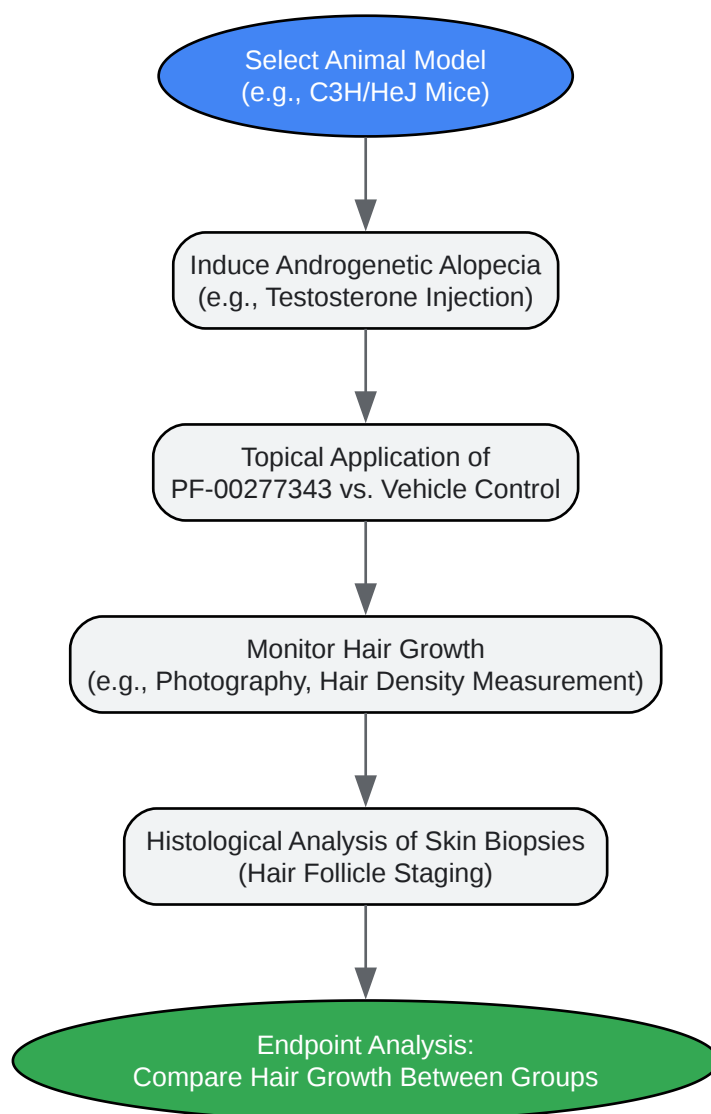 Select Animal Model
(e.g., C3H/HeJ Mice)
Induce Androgenetic Alopecia
(e.g., Testosterone Injection)
Topical Application of
PF-00277343 vs. Vehicle Control
Monitor Hair Growth
(e.g., Photography, Hair Density Measurement)
Histological Analysis of Skin Biopsies
(Hair Follicle Staging)
Endpoint Analysis:
Compare Hair Growth Between Groups